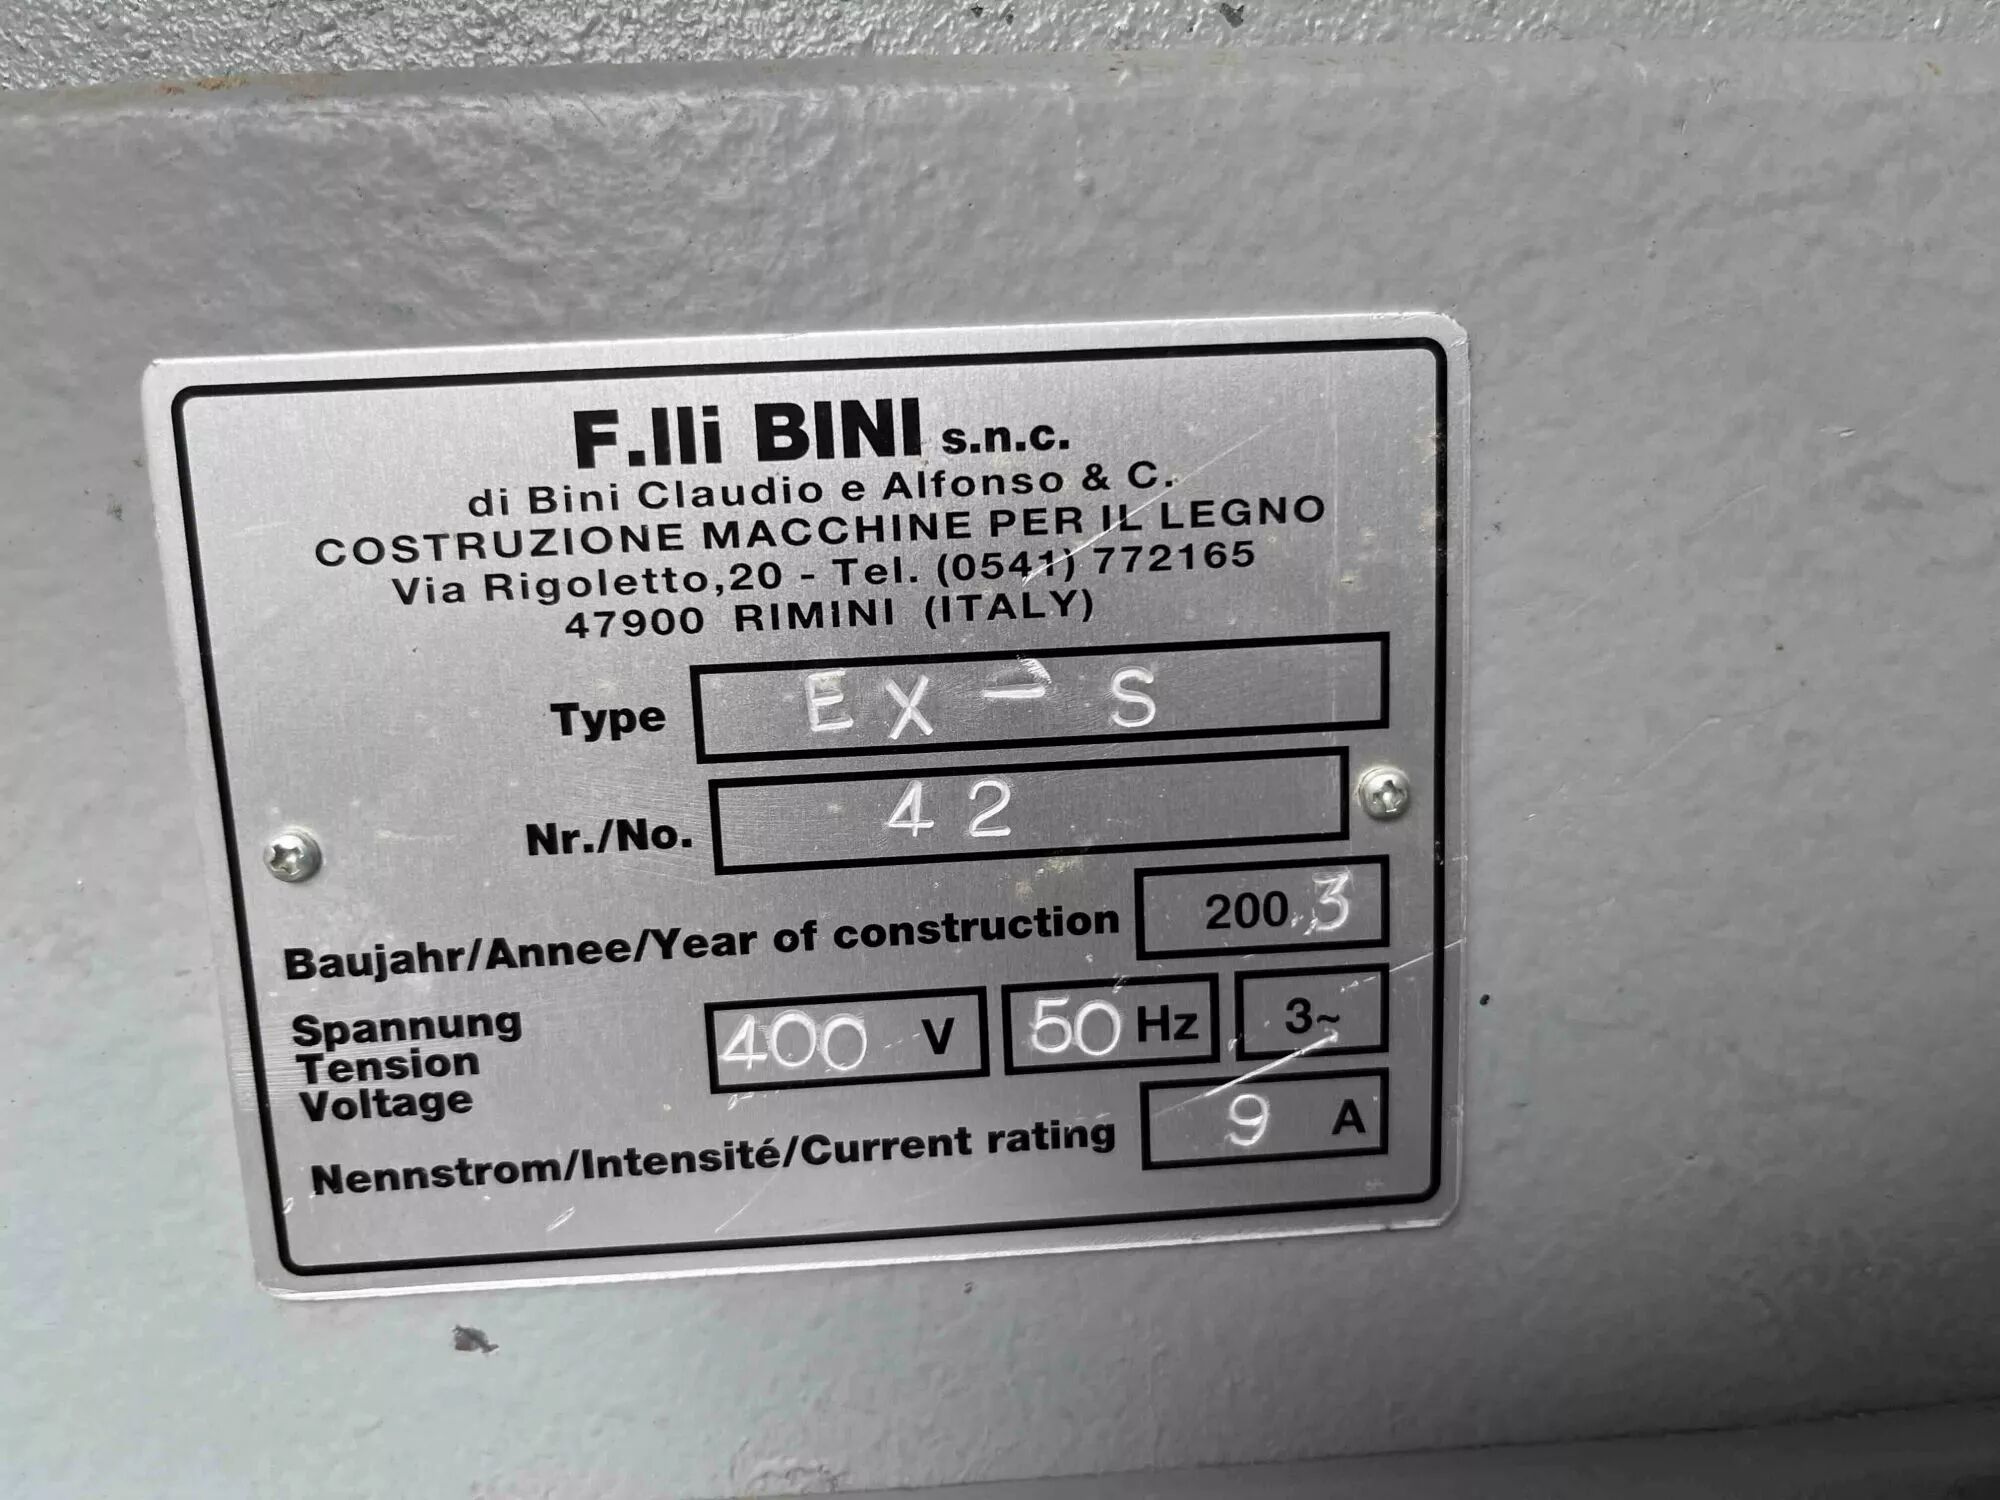 F.lli BINI s.n.c.
di Bini Claudio e Alfonso & C.
COSTRUZIONE MACCHINE PER IL LEGNO
Via Rigoletto,20 - Tel. (0541) 772165
47900 RIMINI (ITALY)
Type EX-S
Nr./No. 42
Baujahr/Annee/Year of construction 2003
Spannung
Tension 400 V 50 Hz 3~
Voltage
Nennstrom/Intensité/Current rating 9 A